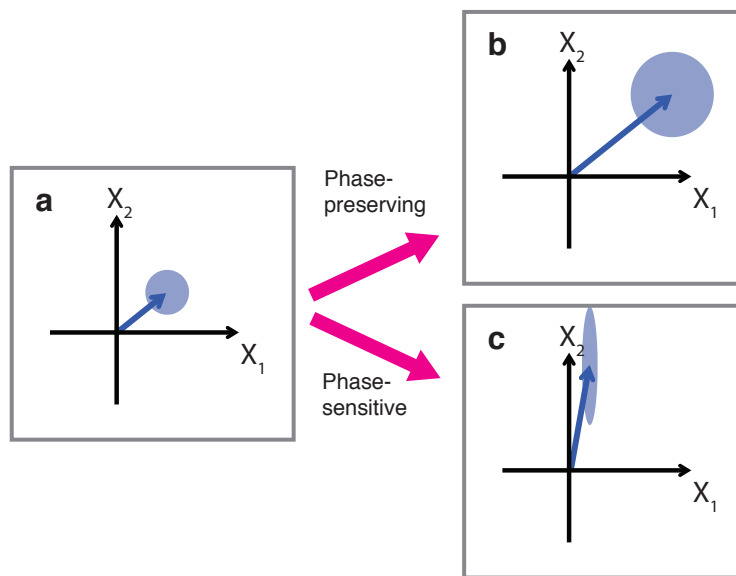 a
X₂
X₁
Phase-
preserving
Phase-
sensitive
b
X₂
X₁
c
X₂
X₁